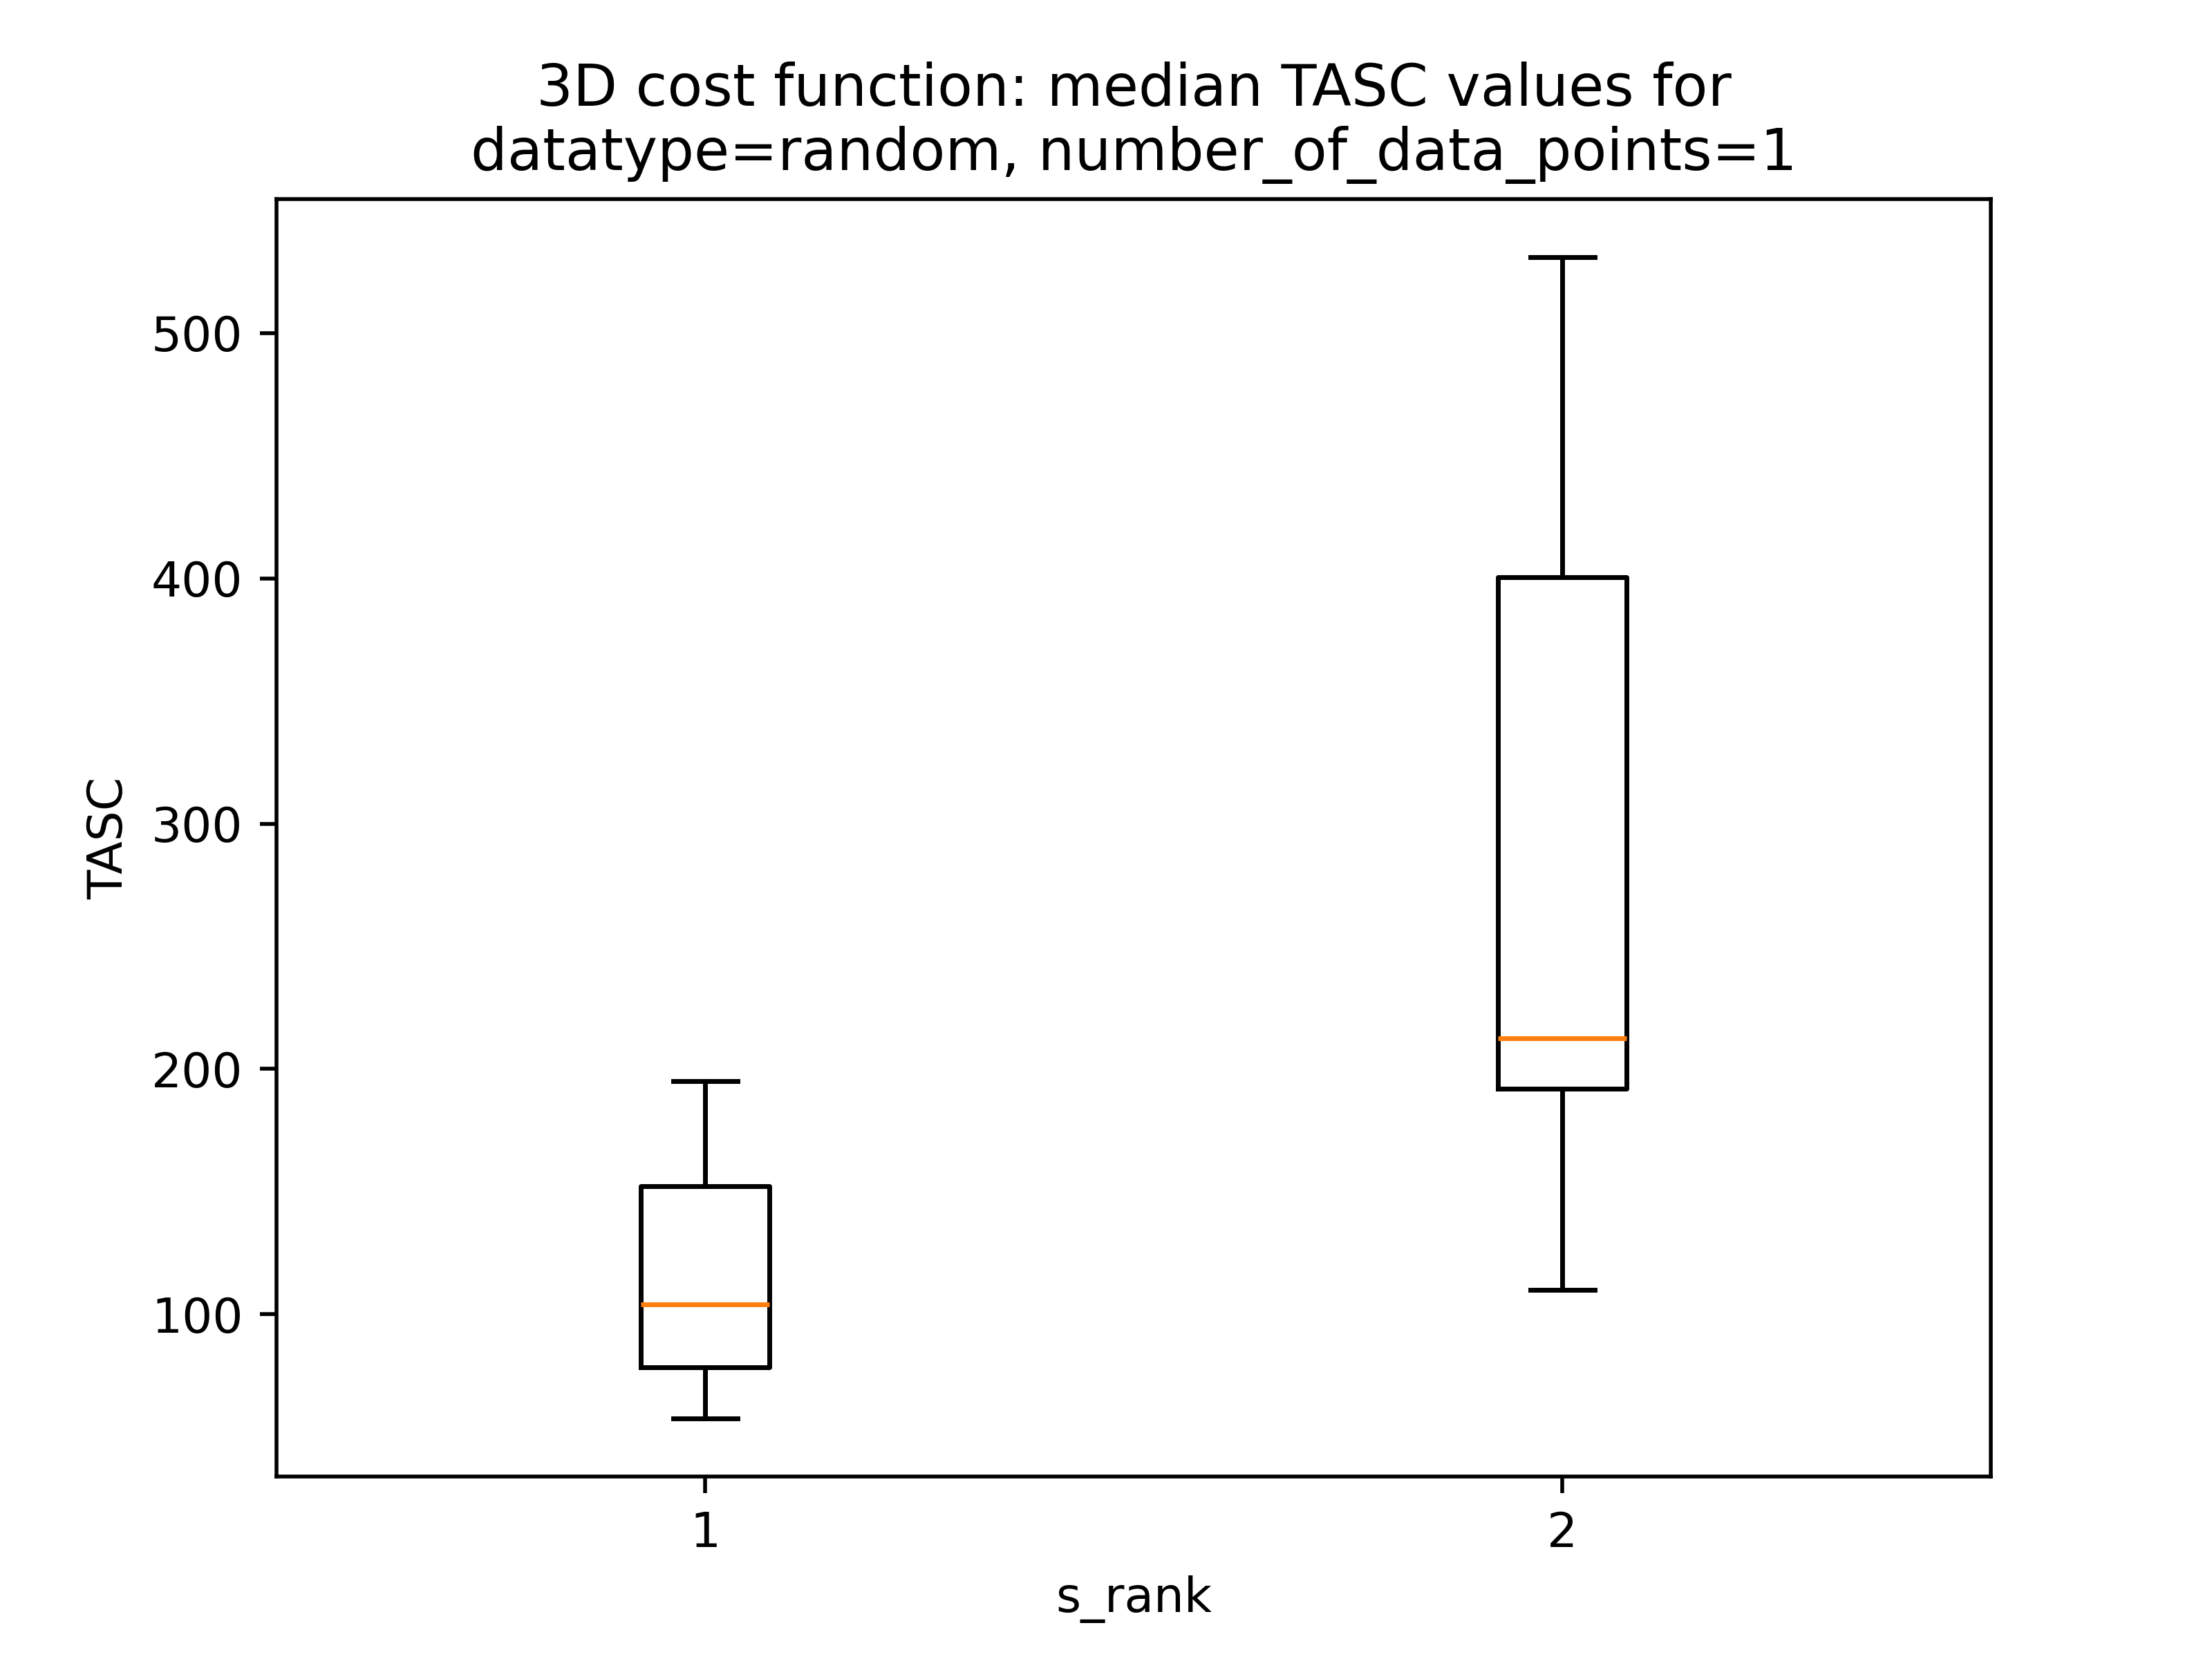 3D cost function: median TASC values for
datatype=random, number_of_data_points=1
TASC
500
400
300
200
100
1
2
s_rank